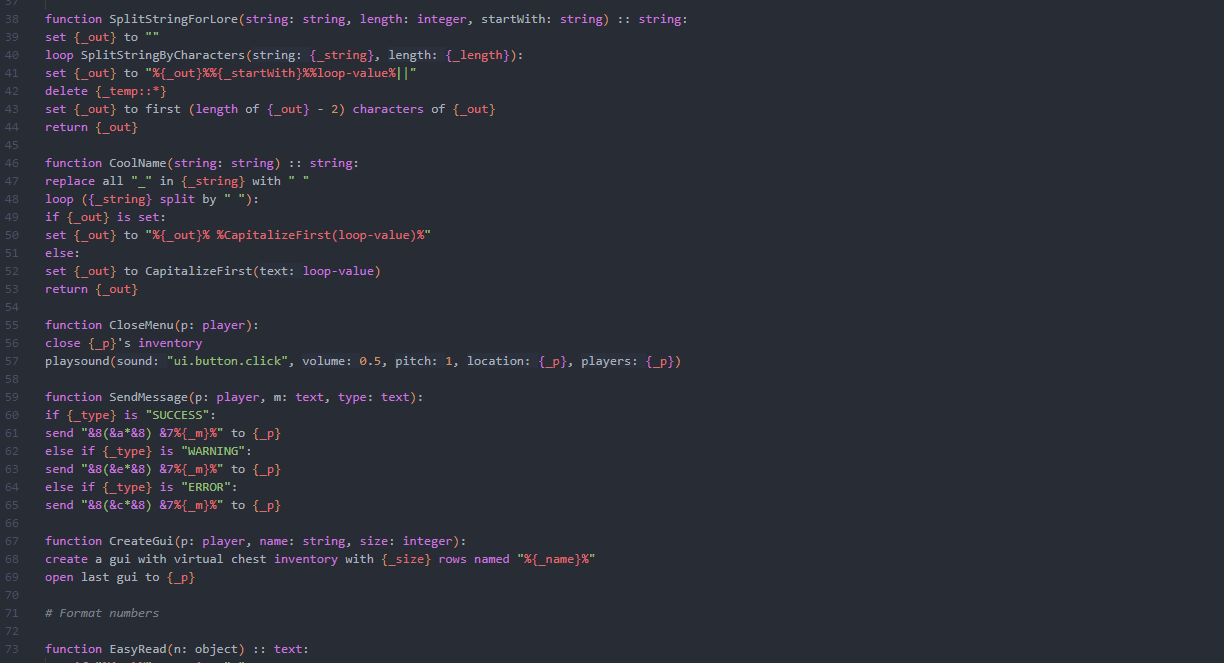 37
38 function SplitStringForLore(string: string, length: integer, startWith: string) :: string:
39 set {_out} to ""
40 loop SplitStringByCharacters(string: {_string}, length: {_length}):
41 set {_out} to "%{_out}%%{_startWith}%%loop-value%||"
42 delete {_temp::*}
43 set {_out} to first (length of {_out} - 2) characters of {_out}
44 return {_out}
45
46 function CoolName(string: string) :: string:
47 replace all "_" in {_string} with " "
48 loop ({_string} split by " "):
49 if {_out} is set:
50 set {_out} to "%{_out}% %CapitalizeFirst(loop-value)%"
51 else:
52 set {_out} to CapitalizeFirst(text: loop-value)
53 return {_out}
54
55 function CloseMenu(p: player):
56 close {_p}'s inventory
57 playsound(sound: "ui.button.click", volume: 0.5, pitch: 1, location: {_p}, players: {_p})
58
59 function SendMessage(p: player, m: text, type: text):
60 if {_type} is "SUCCESS":
61 send "&8(&a*&8) &7%{_m}%" to {_p}
62 else if {_type} is "WARNING":
63 send "&8(&e*&8) &7%{_m}%" to {_p}
64 else if {_type} is "ERROR":
65 send "&8(&c*&8) &7%{_m}%" to {_p}
66
67 function CreateGui(p: player, name: string, size: integer):
68 create a gui with virtual chest inventory with {_size} rows named "%{_name}%"
69 open last gui to {_p}
70
71 # Format numbers
72
73 function EasyRead(n: object) :: text: